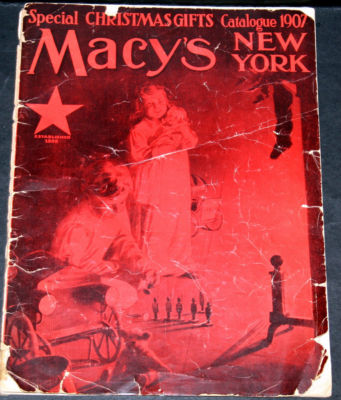 Special CHRISTMAS GIFTS Catalogue 1907
Macy's NEW YORK
ESTABLISHED
1858